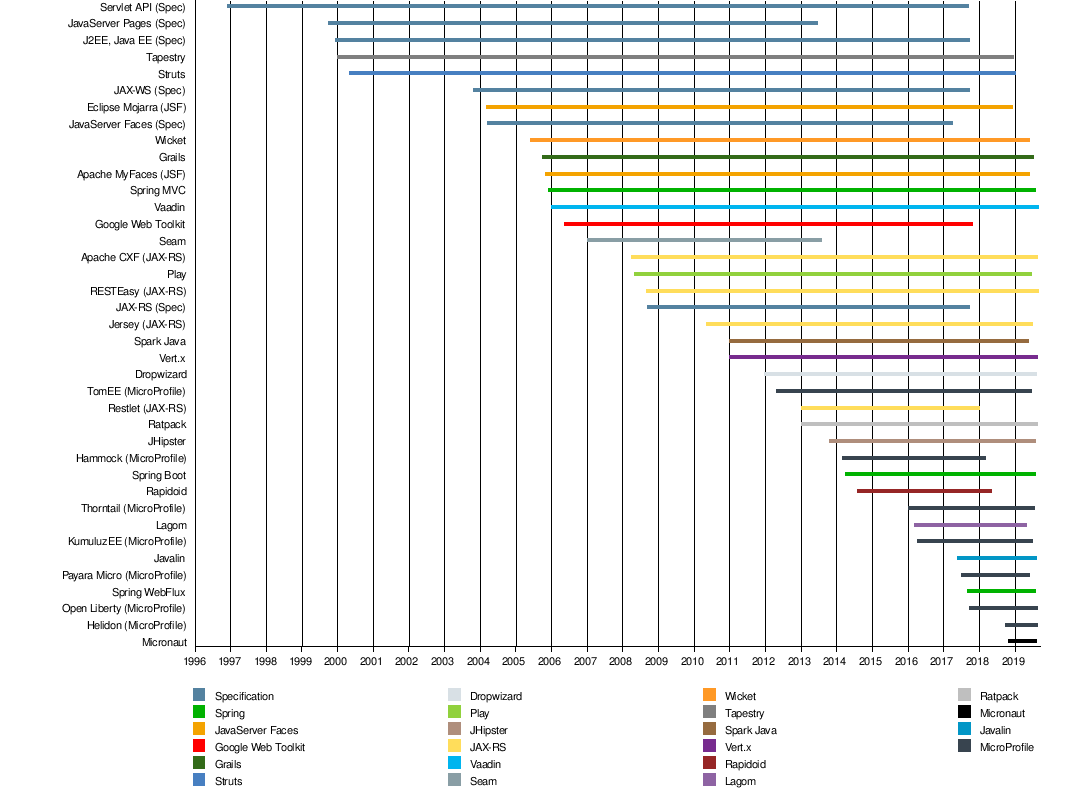 Servlet API (Spec)
JavaServer Pages (Spec)
J2EE, Java EE (Spec)
Tapestry
Struts
JAX-WS (Spec)
Eclipse Mojarra (JSF)
JavaServer Faces (Spec)
Wicket
Grails
Apache MyFaces (JSF)
Spring MVC
Vaadin
Google Web Toolkit
Seam
Apache CXF (JAX-RS)
Play
RESTEasy (JAX-RS)
JAX-RS (Spec)
Jersey (JAX-RS)
Spark Java
Vert.x
Dropwizard
TomEE (MicroProfile)
Restlet (JAX-RS)
Ratpack
JHipster
Hammock (MicroProfile)
Spring Boot
Rapidoid
Thorntail (MicroProfile)
Lagom
KumuluzEE (MicroProfile)
Javalin
Payara Micro (MicroProfile)
Spring WebFlux
Open Liberty (MicroProfile)
Helidon (MicroProfile)
Micronaut
1996 1997 1998 1999 2000 2001 2002 2003 2004 2005 2006 2007 2008 2009 2010 2011 2012 2013 2014 2015 2016 2017 2018 2019
Specification
Spring
JavaServer Faces
Google Web Toolkit
Grails
Struts
Dropwizard
Play
JHipster
JAX-RS
Vaadin
Seam
Wicket
Tapestry
Spark Java
Vert.x
Rapidoid
Lagom
Ratpack
Micronaut
Javalin
MicroProfile